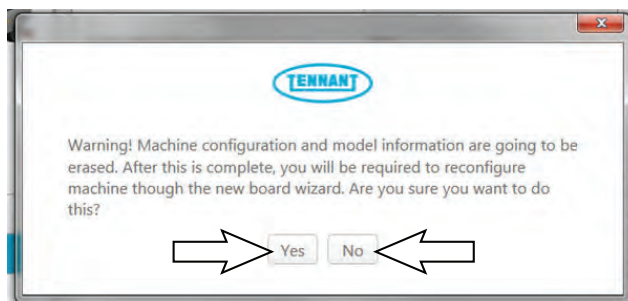 x
TENNANT
Warning! Machine configuration and model information are going to be
erased. After this is complete, you will be required to reconfigure
machine though the new board wizard. Are you sure you want to do
this?
Yes No